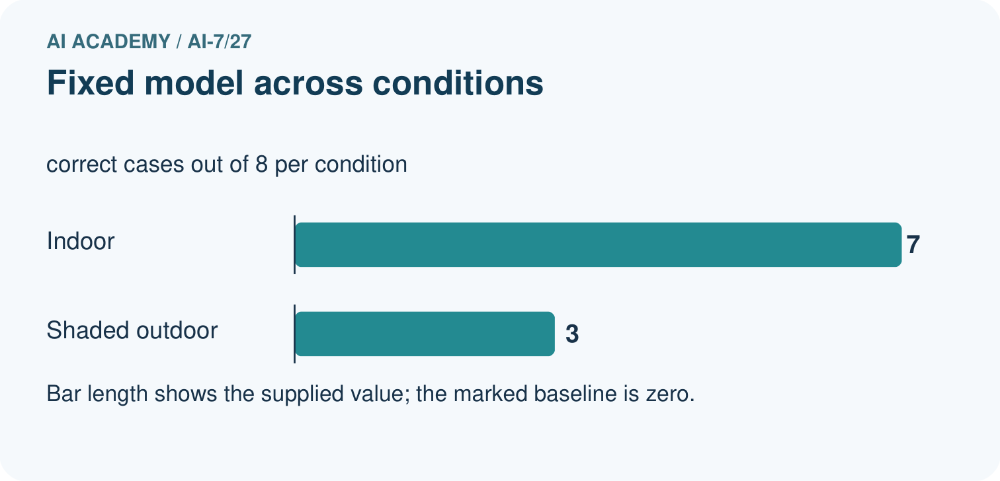 AI ACADEMY / AI-7/27
Fixed model across conditions
correct cases out of 8 per condition
Indoor
7
Shaded outdoor
3
Bar length shows the supplied value; the marked baseline is zero.